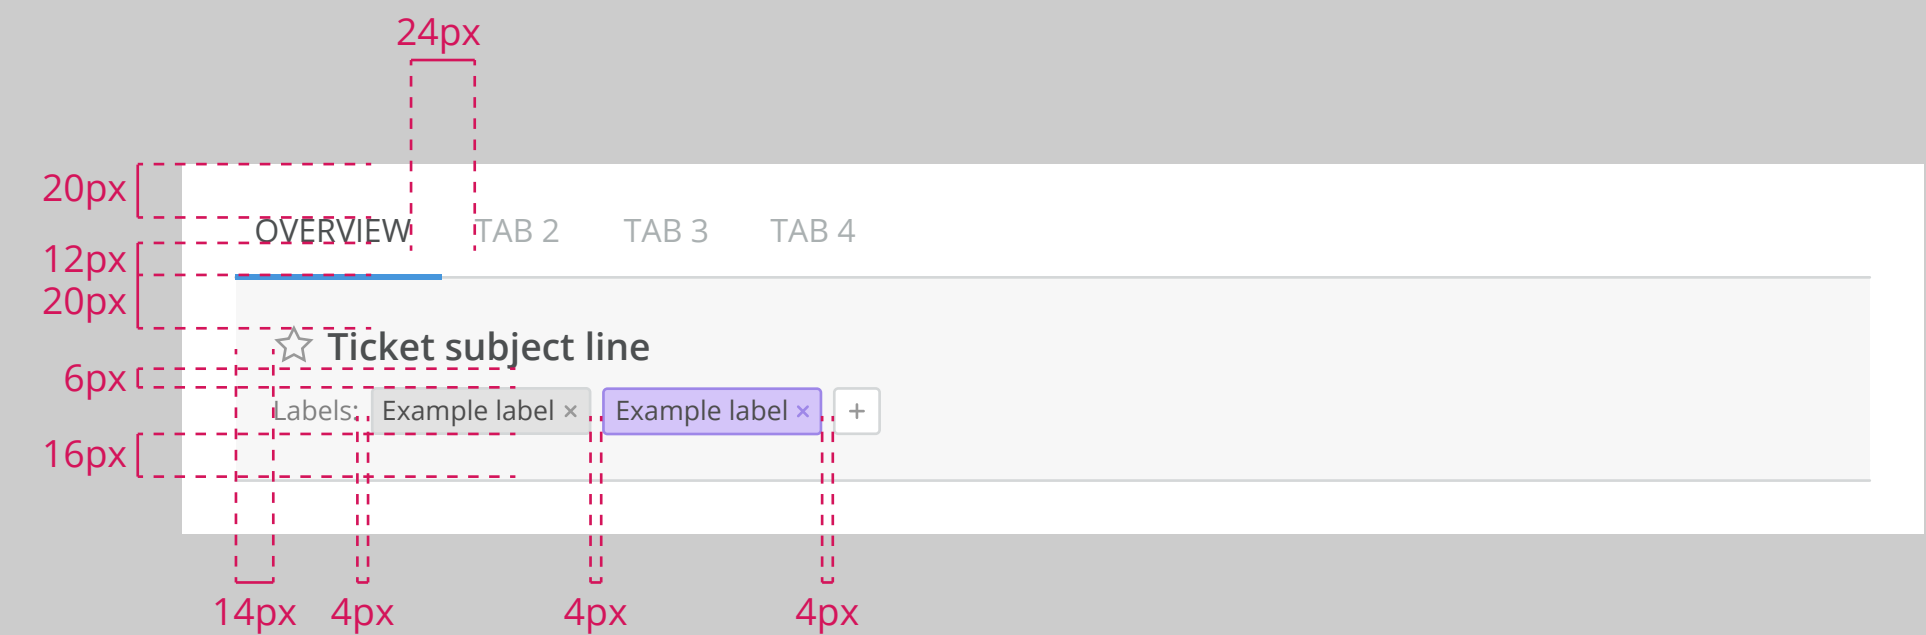 24px
20px
OVERVIEW TAB 2 TAB 3 TAB 4
12px
20px
Ticket subject line
6px
Labels: Example label × Example label × +
16px
14px 4px 4px 4px